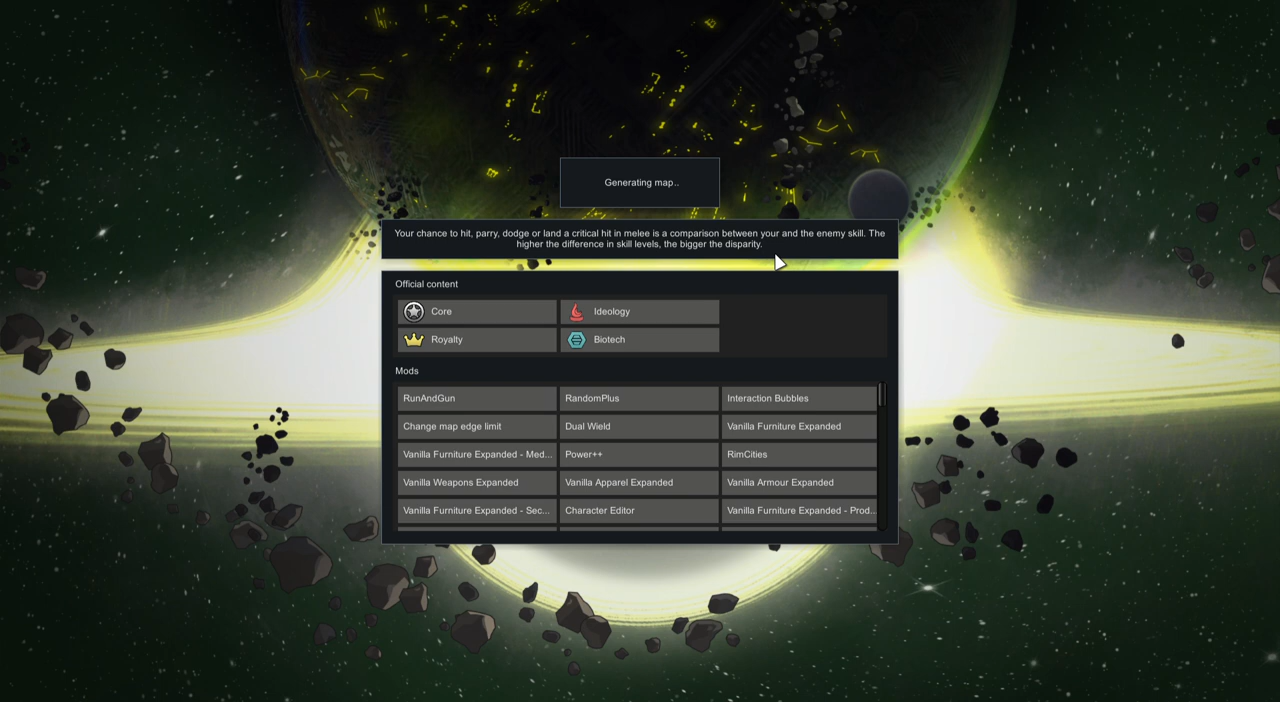 Generating map..
Your chance to hit, parry, dodge or land a critical hit in melee is a comparison between your and the enemy skill. The
higher the difference in skill levels, the bigger the disparity.
Official content
Core
Ideology
Royalty
Biotech
Mods
RunAndGun
RandomPlus
Interaction Bubbles
Change map edge limit
Dual Wield
Vanilla Furniture Expanded
Vanilla Furniture Expanded - Med...
Power++
RimCities
Vanilla Weapons Expanded
Vanilla Apparel Expanded
Vanilla Armour Expanded
Vanilla Furniture Expanded - Sec...
Character Editor
Vanilla Furniture Expanded - Prod...